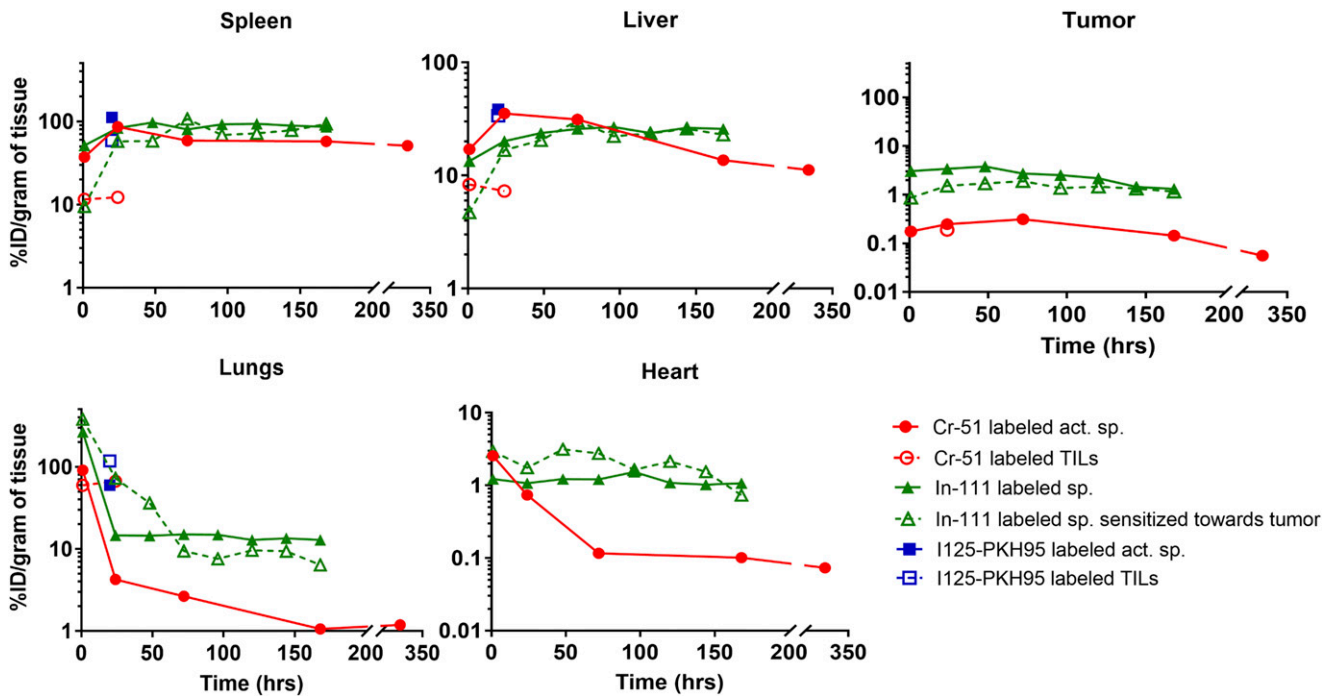 Spleen
Liver
Tumor
%ID/gram of tissue
100
10
1
0 50 100 150 200 350
100
10
1
0 50 100 150 200 350
100
10
1
0.1
0.01
0 50 100 150 200 350
Time (hrs)
Lungs
Heart
%ID/gram of tissue
100
10
1
0 50 100 150 200 350
Time (hrs)
10
1
0.1
0.01
0 50 100 150 200 350
Time (hrs)
Cr-51 labeled act. sp.
Cr-51 labeled TILs
In-111 labeled sp.
In-111 labeled sp. sensitized towards tumor
I125-PKH95 labeled act. sp.
I125-PKH95 labeled TILs